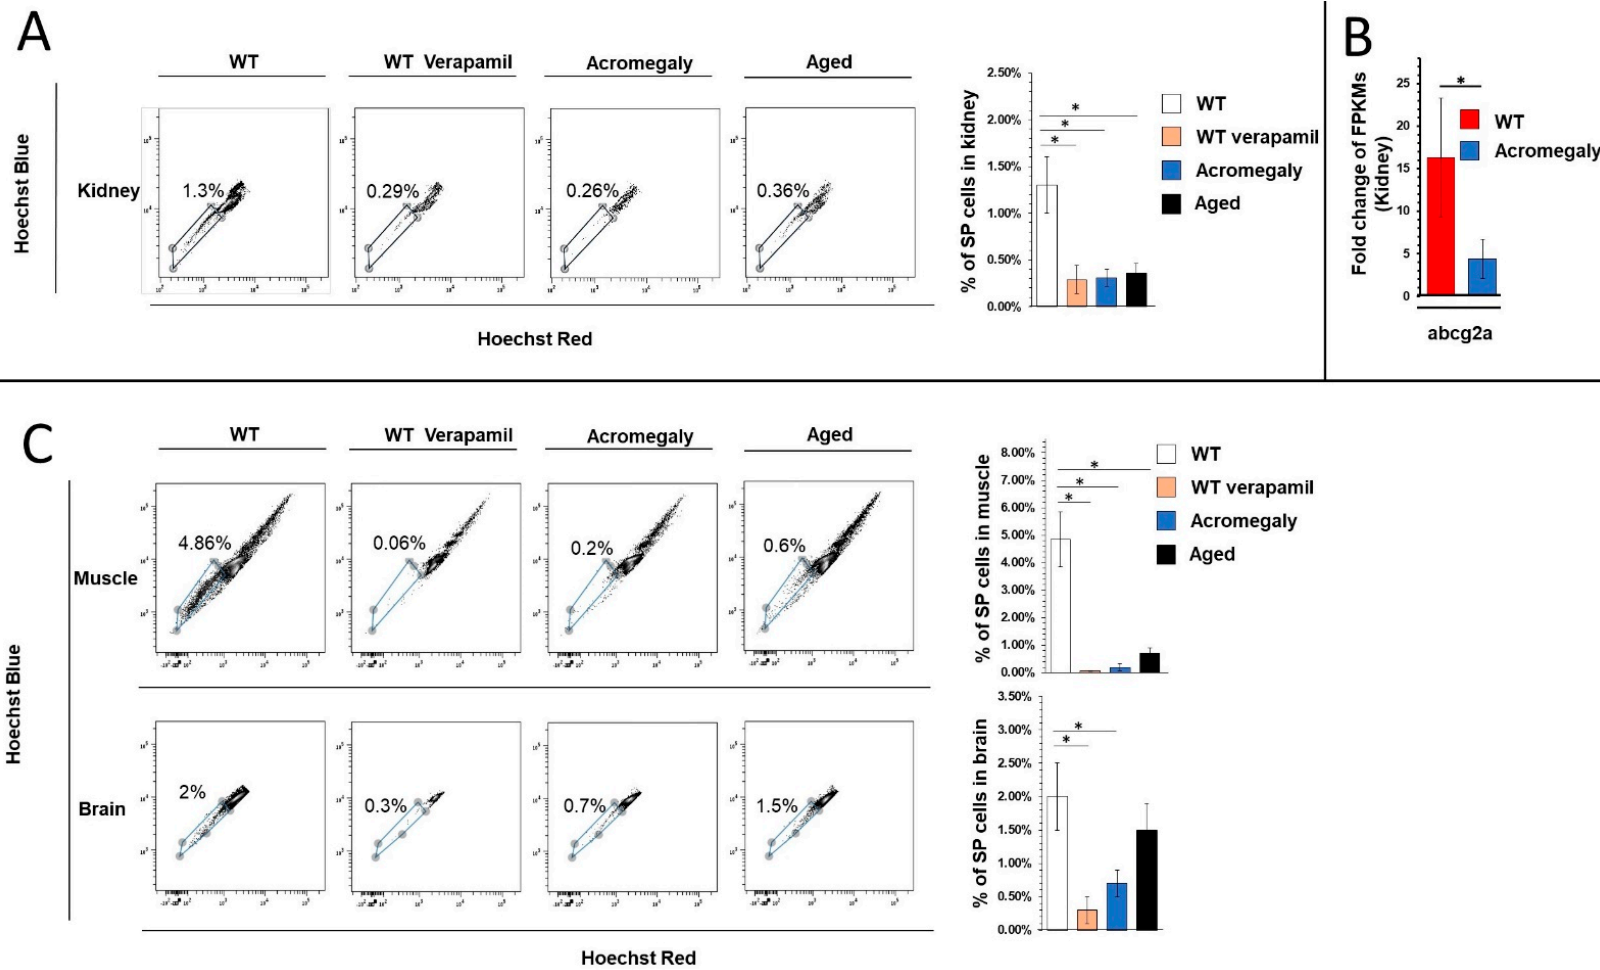 A
WT
WT Verapamil
Acromegaly
Aged
Hoechst Blue
Kidney
1.3%
0.29%
0.26%
0.36%
Hoechst Red
% of SP cells in kidney
2.50%
2.00%
1.50%
1.00%
0.50%
0.00%
*
*
*
WT
WT verapamil
Acromegaly
Aged
B
Fold change of FPKMs
(Kidney)
25
20
15
10
5
0
*
WT
Acromegaly
abcg2a
C
WT
WT Verapamil
Acromegaly
Aged
Hoechst Blue
Muscle
4.86%
0.06%
0.2%
0.6%
% of SP cells in muscle
8.00%
7.00%
6.00%
5.00%
4.00%
3.00%
2.00%
1.00%
0.00%
*
*
*
WT
WT verapamil
Acromegaly
Aged
Brain
2%
0.3%
0.7%
1.5%
% of SP cells in brain
3.50%
3.00%
2.50%
2.00%
1.50%
1.00%
0.50%
0.00%
*
*
Hoechst Red